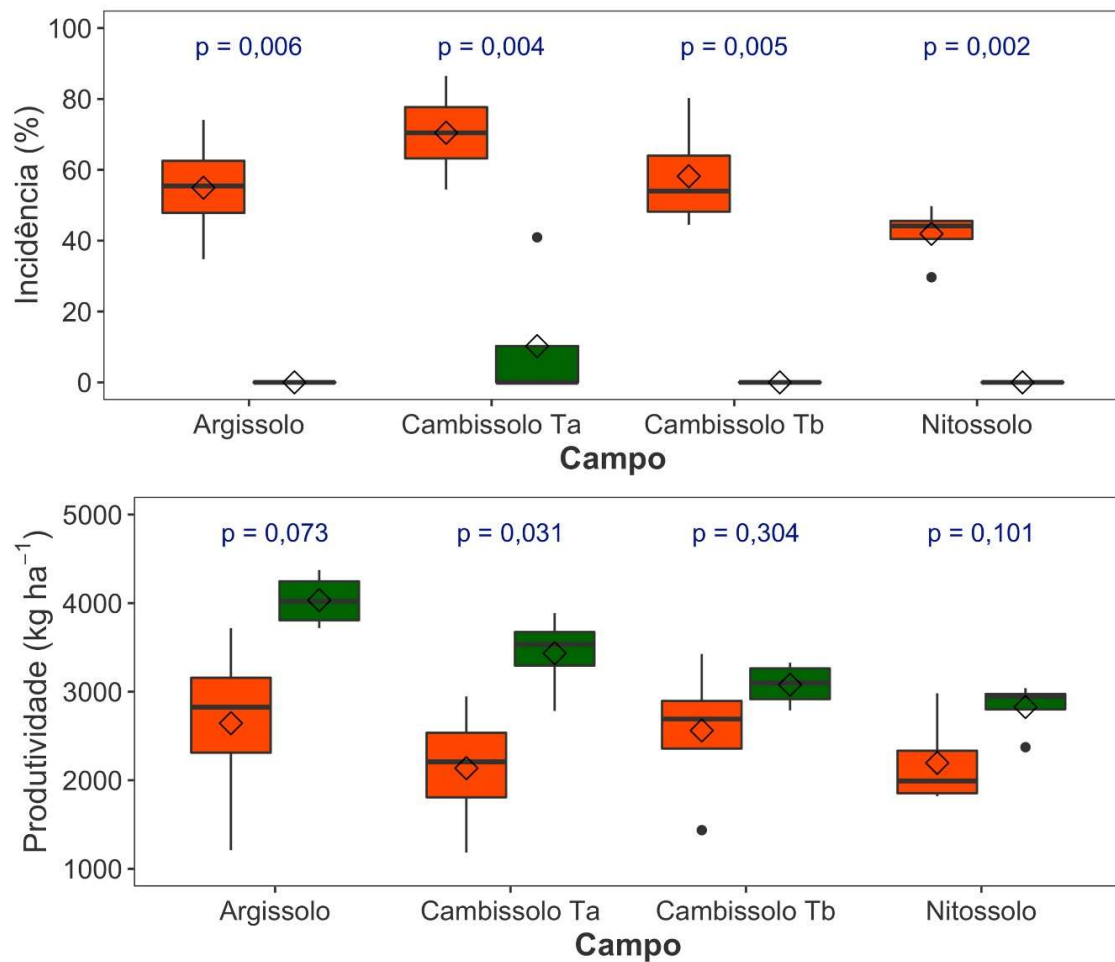 100
80
60
40
20
0
Incidência (%)
p = 0,006
p = 0,004
p = 0,005
p = 0,002
Argissolo
Cambissolo Ta
Cambissolo Tb
Nitossolo
Campo
5000
4000
3000
2000
1000
Produtividade (kg ha⁻¹)
p = 0,073
p = 0,031
p = 0,304
p = 0,101
Argissolo
Cambissolo Ta
Cambissolo Tb
Nitossolo
Campo